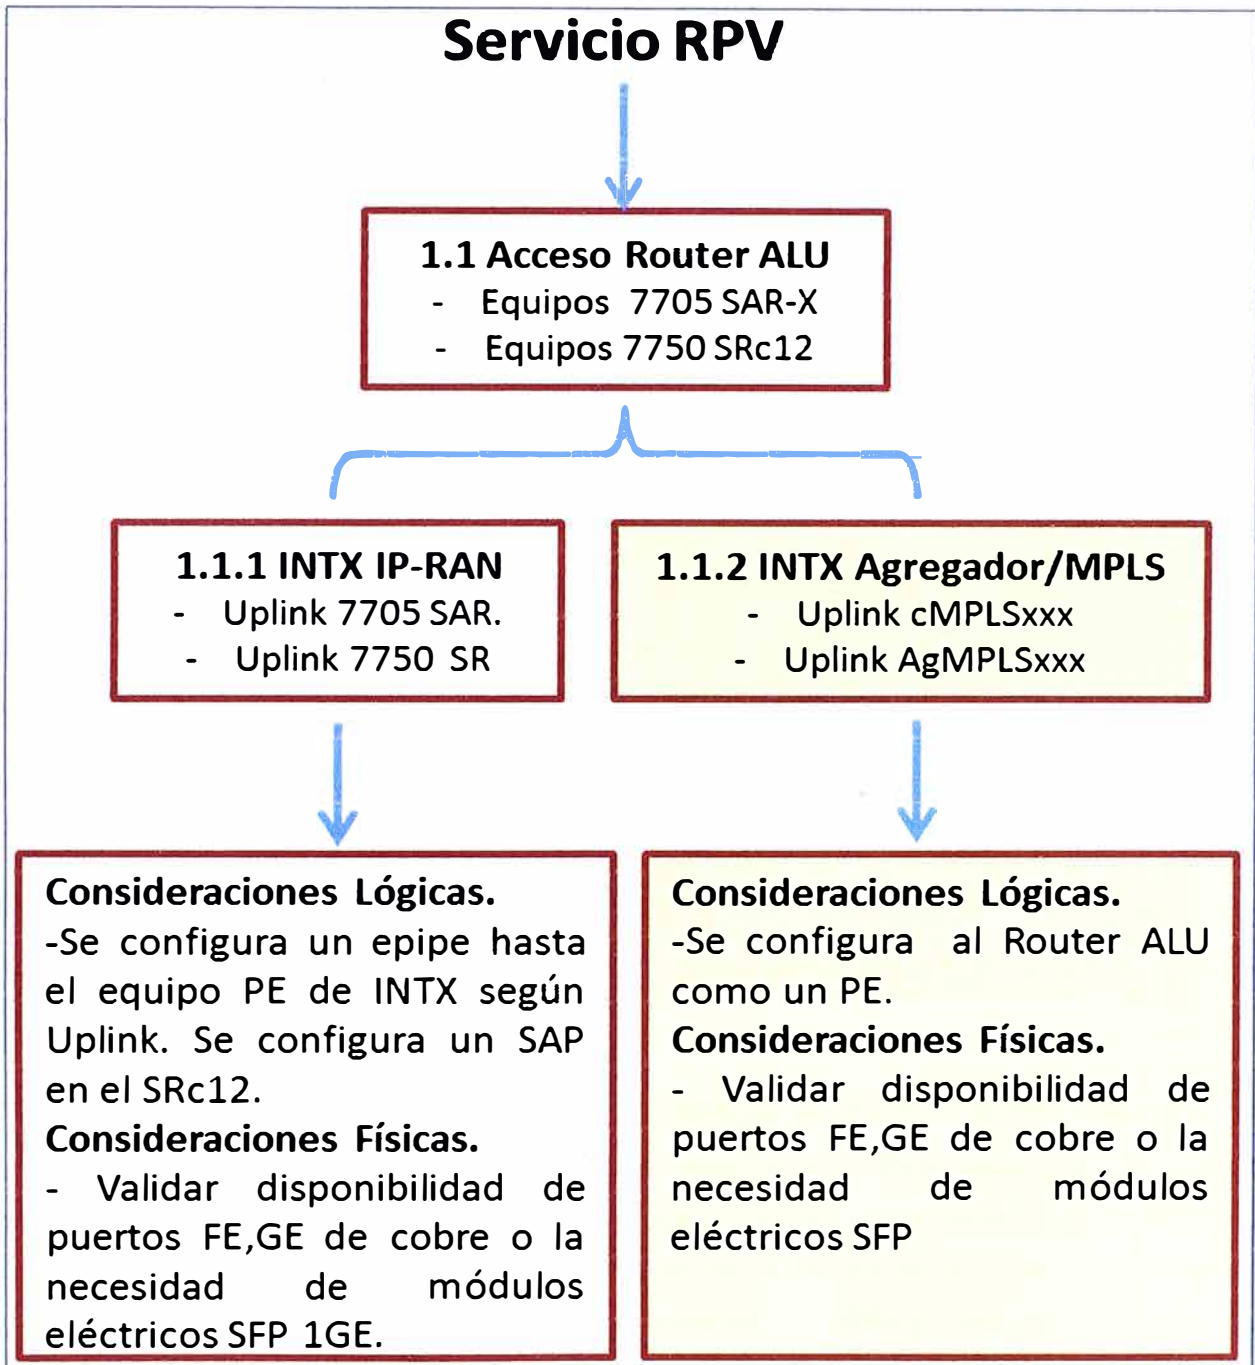 Servicio RPV
1.1 Acceso Router ALU
- Equipos 7705 SAR-X
- Equipos 7750 SRc12
1.1.1 INTX IP-RAN
- Uplink 7705 SAR.
- Uplink 7750 SR
1.1.2 INTX Agregador/MPLS
- Uplink cMPLSxxx
- Uplink AgMPLSxxx
Consideraciones Lógicas.
-Se configura un epipe hasta
el equipo PE de INTX según
Uplink. Se configura un SAP
en el SRc12.
Consideraciones Físicas.
- Validar disponibilidad de
puertos FE,GE de cobre o la
necesidad de módulos
eléctricos SFP 1GE.
Consideraciones Lógicas.
-Se configura al Router ALU
como un PE.
Consideraciones Físicas.
- Validar disponibilidad de
puertos FE,GE de cobre o la
necesidad de módulos
eléctricos SFP